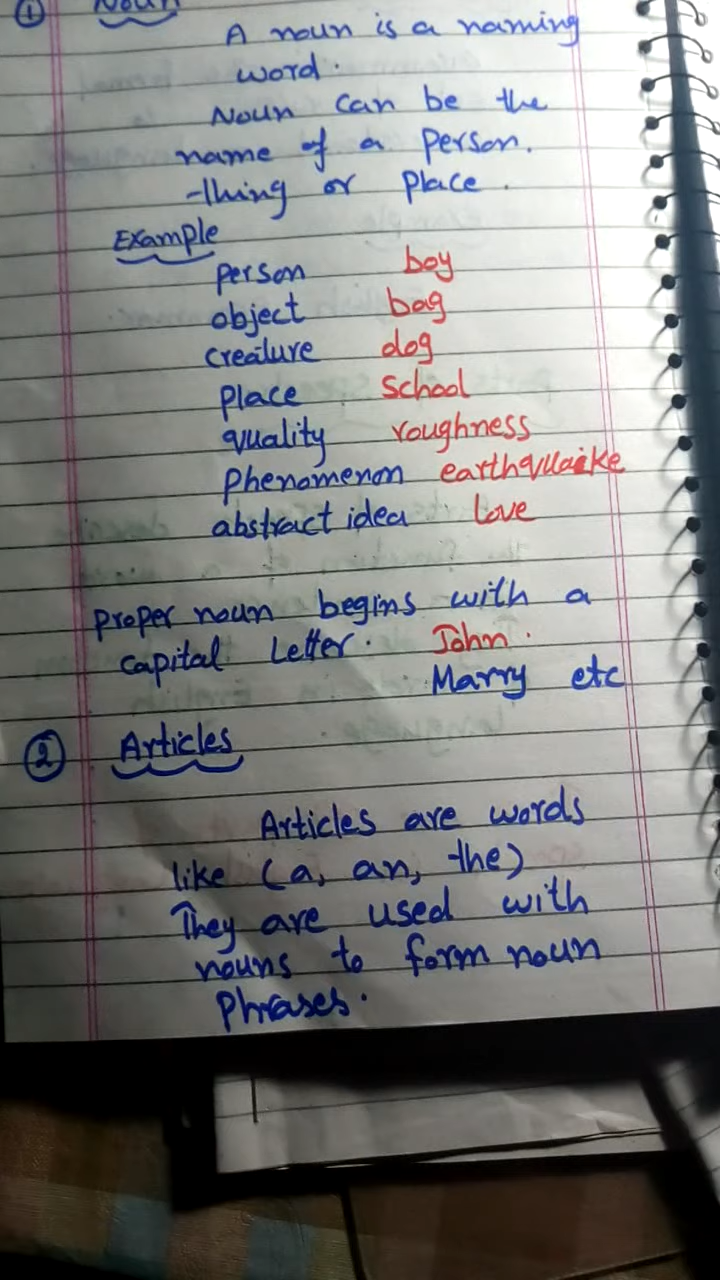 ① Noun
A noun is a naming
word.
Noun can be the
name of a person.
thing or place.
Example
person boy
object bag
creature dog
place school
quality roughness
Phenomenon earthquaike
abstract idea Love
proper noun begins with a
capital Letter. John.
Marry etc
② Articles
Articles are words
like (a, an, the)
They are used with
nouns to form noun
Phrases.